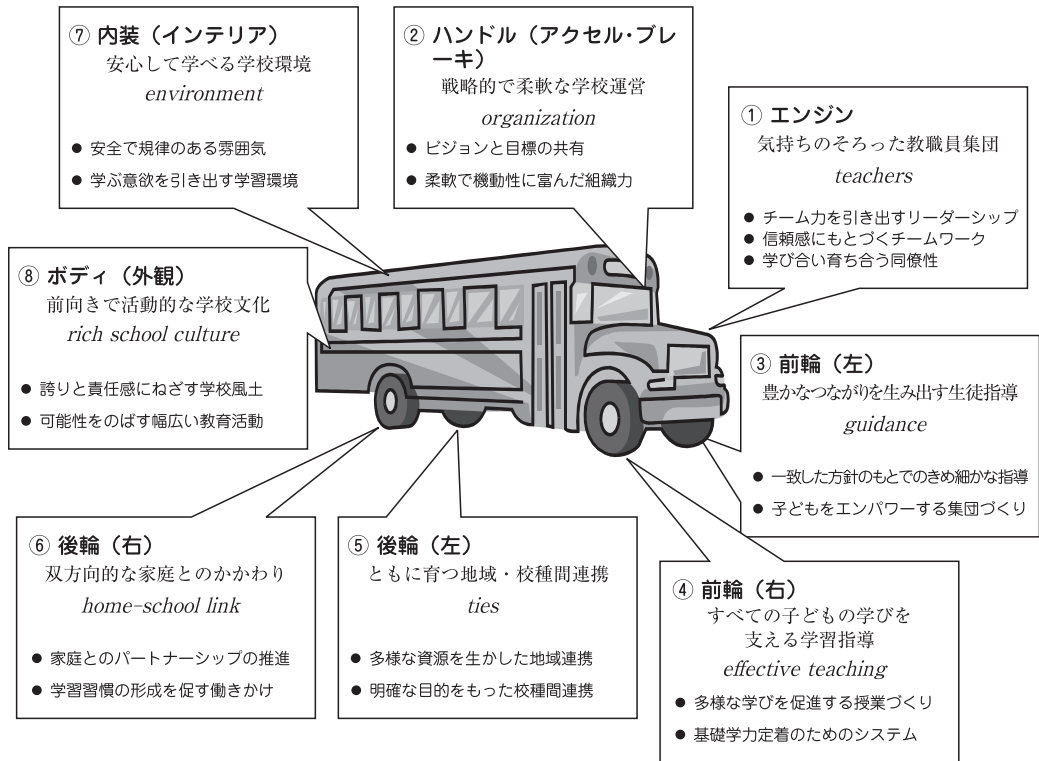 ⑦ 内装（インテリア）
安心して学べる学校環境
environment
● 安全で規律のある雰囲気
● 学ぶ意欲を引き出す学習環境
② ハンドル（アクセル・ブレ
ーキ）
戦略的で柔軟な学校運営
organization
● ビジョンと目標の共有
● 柔軟で機動性に富んだ組織力
① エンジン
気持ちのそろった教職員集団
teachers
● チーム力を引き出すリーダーシップ
● 信頼感にもとづくチームワーク
● 学び合い育ち合う同僚性
⑧ ボディ（外観）
前向きで活動的な学校文化
rich school culture
● 誇りと責任感にねざす学校風土
● 可能性をのばす幅広い教育活動
③ 前輪（左）
豊かなつながりを生み出す生徒指導
guidance
● 一致した方針のもとでのきめ細かな指導
● 子どもをエンパワーする集団づくり
⑥ 後輪（右）
双方向的な家庭とのかかわり
home-school link
● 家庭とのパートナーシップの推進
● 学習習慣の形成を促す働きかけ
⑤ 後輪（左）
ともに育つ地域・校種間連携
ties
● 多様な資源を生かした地域連携
● 明確な目的をもった校種間連携
④ 前輪（右）
すべての子どもの学びを
支える学習指導
effective teaching
● 多様な学びを促進する授業づくり
● 基礎学力定着のためのシステム